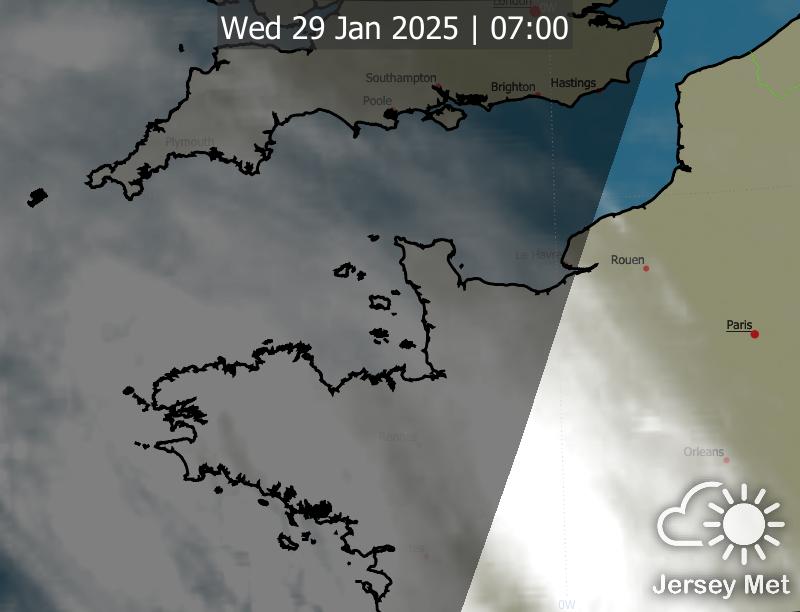 London
Wed 29 Jan 2025 | 07:00
Southampton
Brighton
Hastings
Poole
Plymouth
Le Havre
Rouen
Paris
Rennes
Orleans
Jersey Met
0W